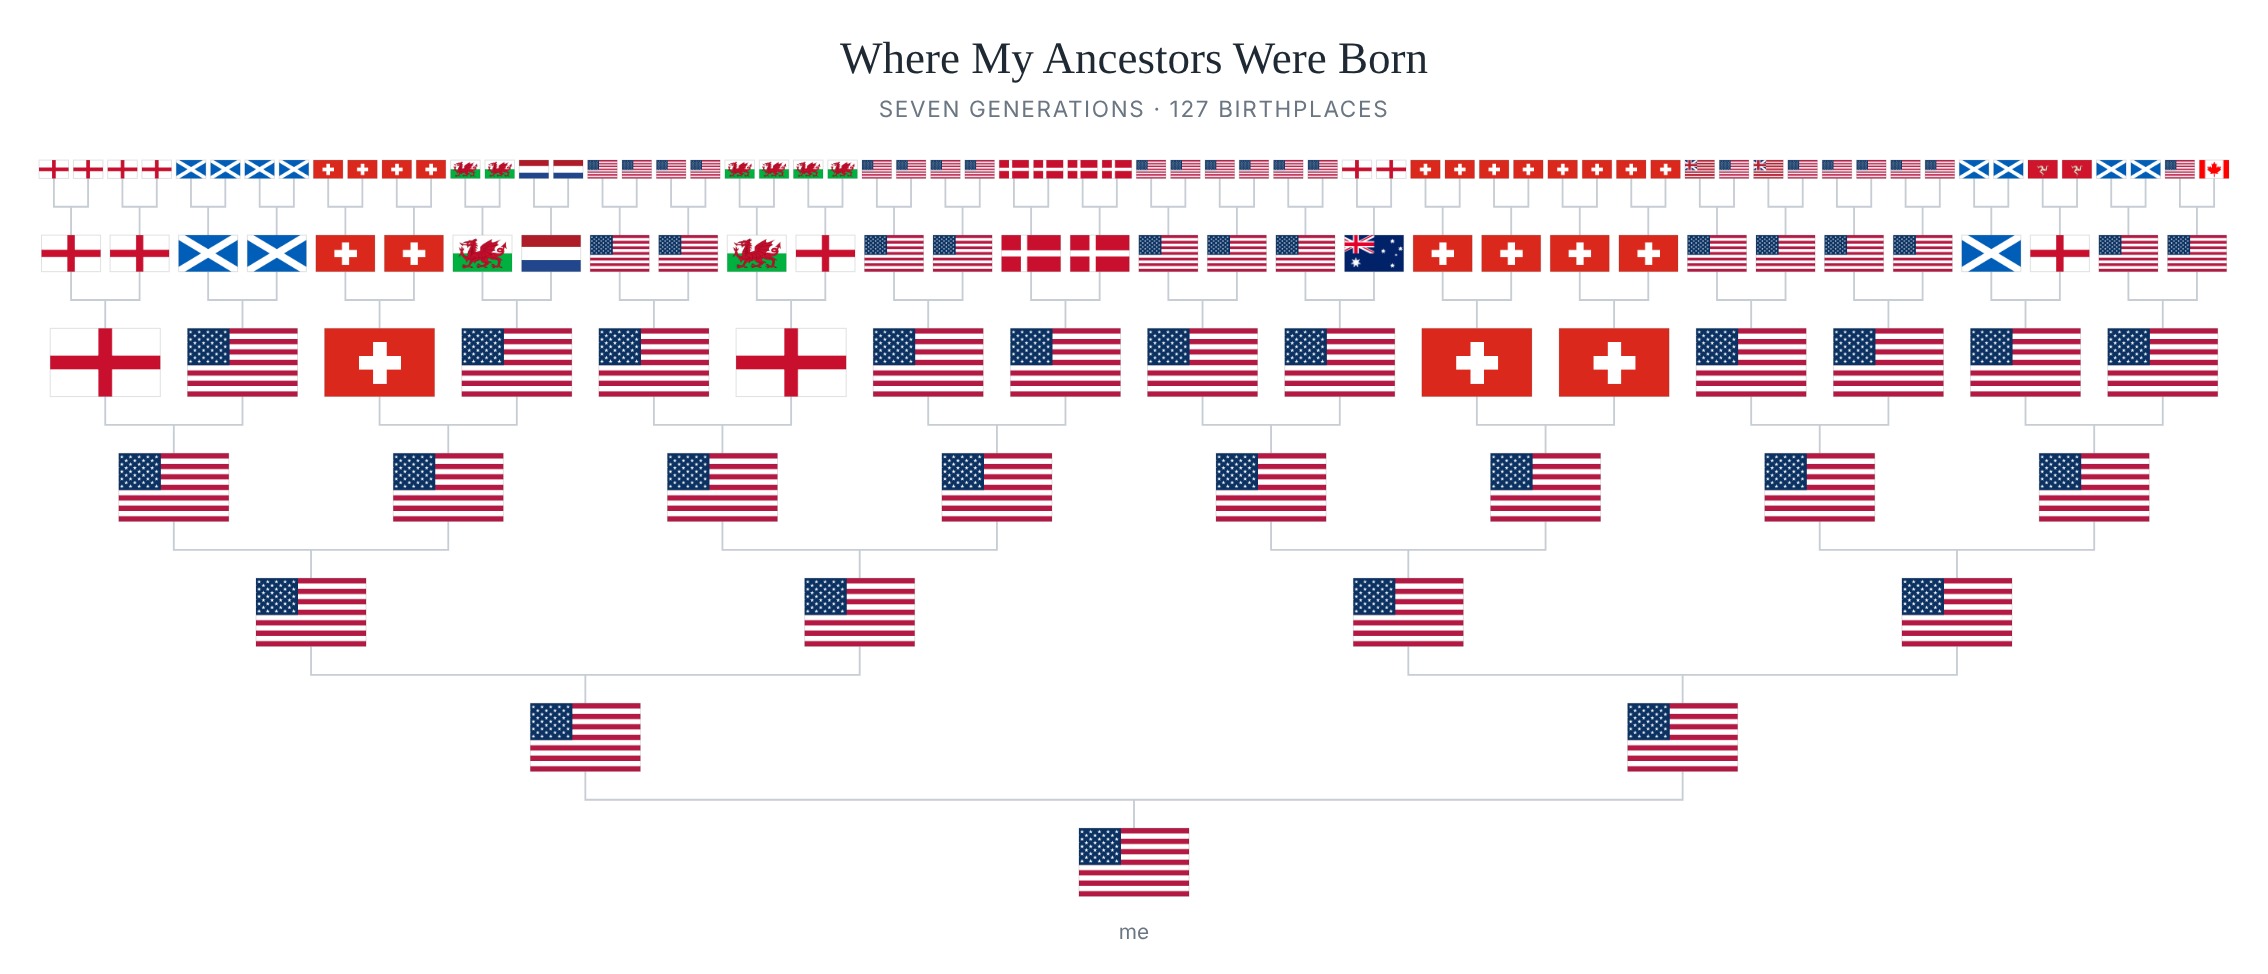 Where My Ancestors Were Born
SEVEN GENERATIONS · 127 BIRTHPLACES
me